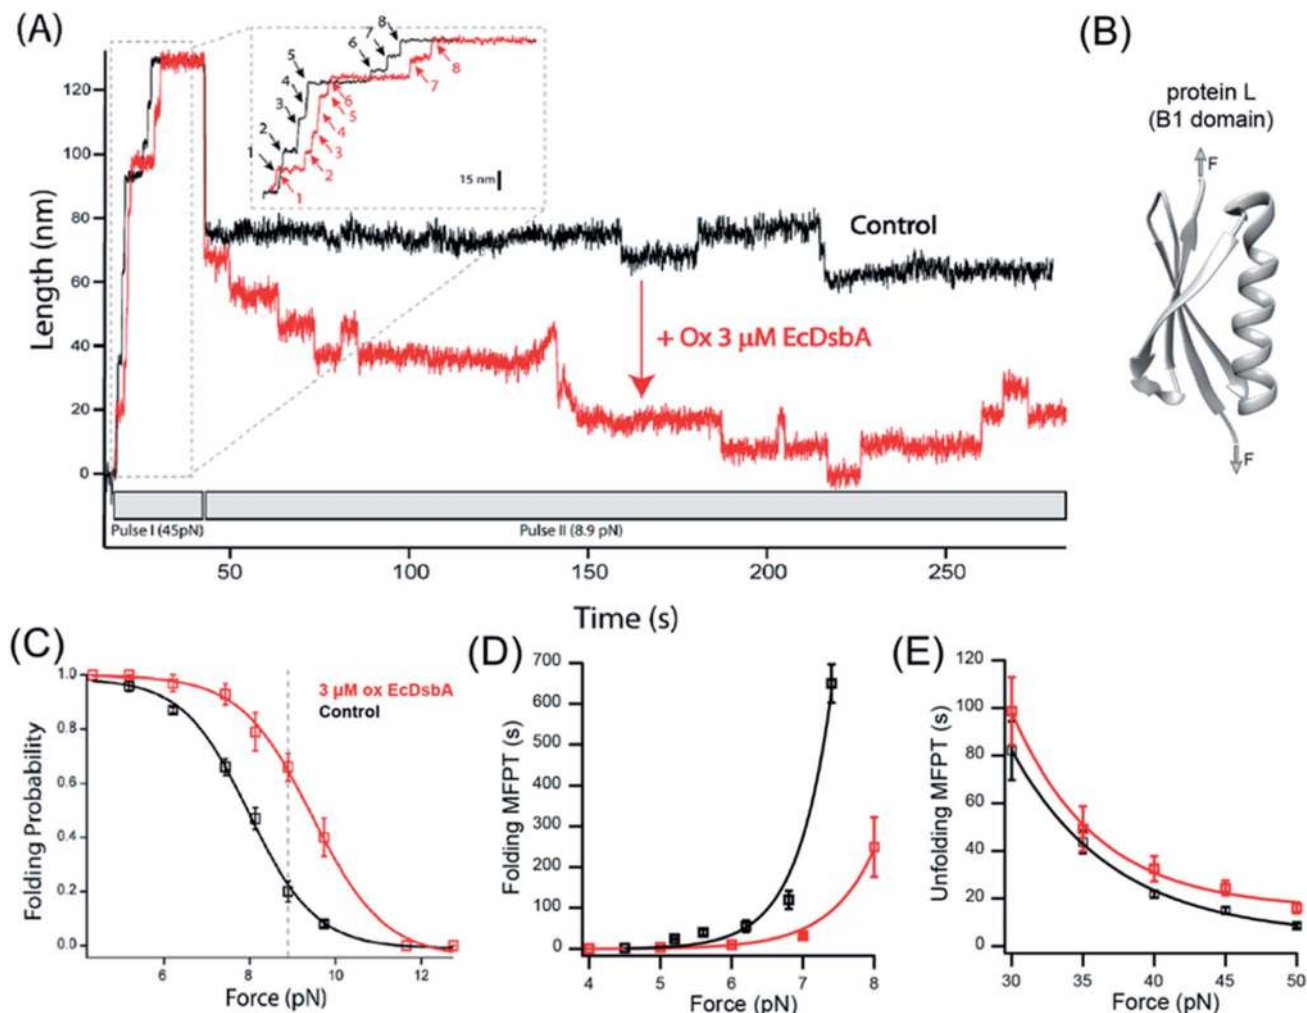 (A)
(B)
8
7
6
5
4
3
2
1
8
7
6
5
4
3
2
1
15 nm
120
100
80
60
40
20
0
Length (nm)
Control
+ Ox 3 μM EcDsbA
Pulse I (45pN)
Pulse II (8.9 pN)
50
100
150
200
250
Time (s)
protein L
(B1 domain)
F
F
(C)
1.0
0.8
0.6
0.4
0.2
0.0
Folding Probability
3 μM ox EcDsbA
Control
6
8
10
12
Force (pN)
(D)
700
600
500
400
300
200
100
0
Folding MFPT (s)
4
5
6
7
8
Force (pN)
(E)
120
100
80
60
40
20
0
Unfolding MFPT (s)
30
35
40
45
50
Force (pN)